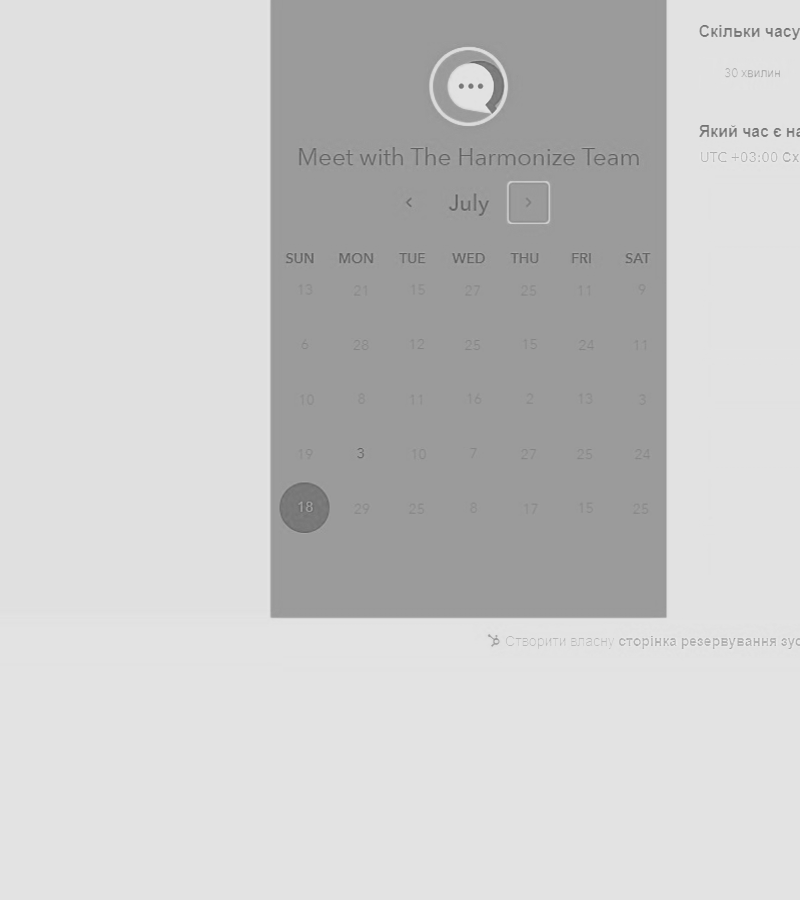 Meet with The Harmonize Team
July
SUN MON TUE WED THU FRI SAT
13 21 15 27 25 11 9
6 28 12 25 15 24 11
10 8 11 16 2 13 3
19 3 10 7 27 25 24
18 29 25 8 17 15 25
Скільки часу
30 хвилин
Який час є на
UTC +03:00 Сх
Створити власну сторінка резервування зус